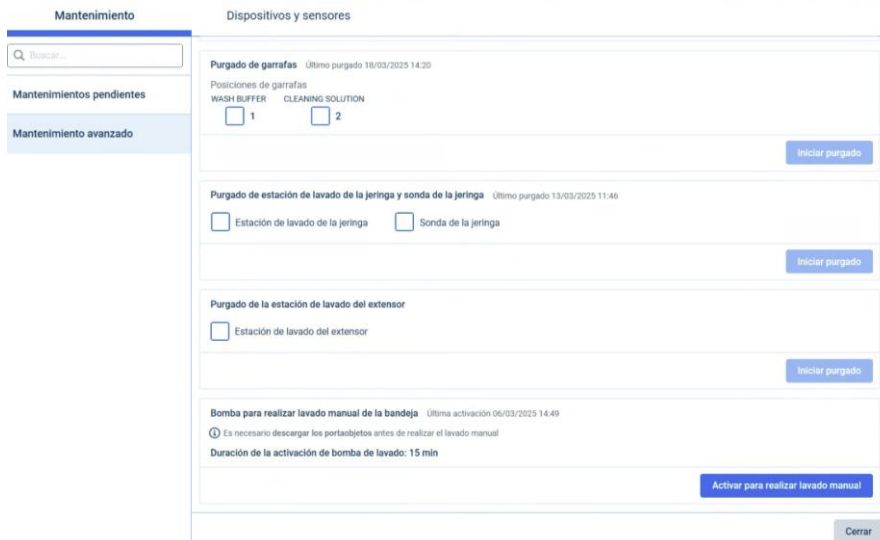 Mantenimiento
Dispositivos y sensores
Buscar...
Mantenimientos pendientes
Mantenimiento avanzado
Purgado de garrafas Último purgado 18/03/2025 14:20
Posiciones de garrafas
WASH BUFFER CLEANING SOLUTION
1 2
Iniciar purgado
Purgado de estación de lavado de la jeringa y sonda de la jeringa Último purgado 13/03/2025 11:46
Estación de lavado de la jeringa Sonda de la jeringa
Iniciar purgado
Purgado de la estación de lavado del extensor
Estación de lavado del extensor
Iniciar purgado
Bomba para realizar lavado manual de la bandeja Última activación 06/03/2025 14:49
Es necesario descargar los portaobjetos antes de realizar el lavado manual
Duración de la activación de bomba de lavado: 15 min
Activar para realizar lavado manual
Cerrar